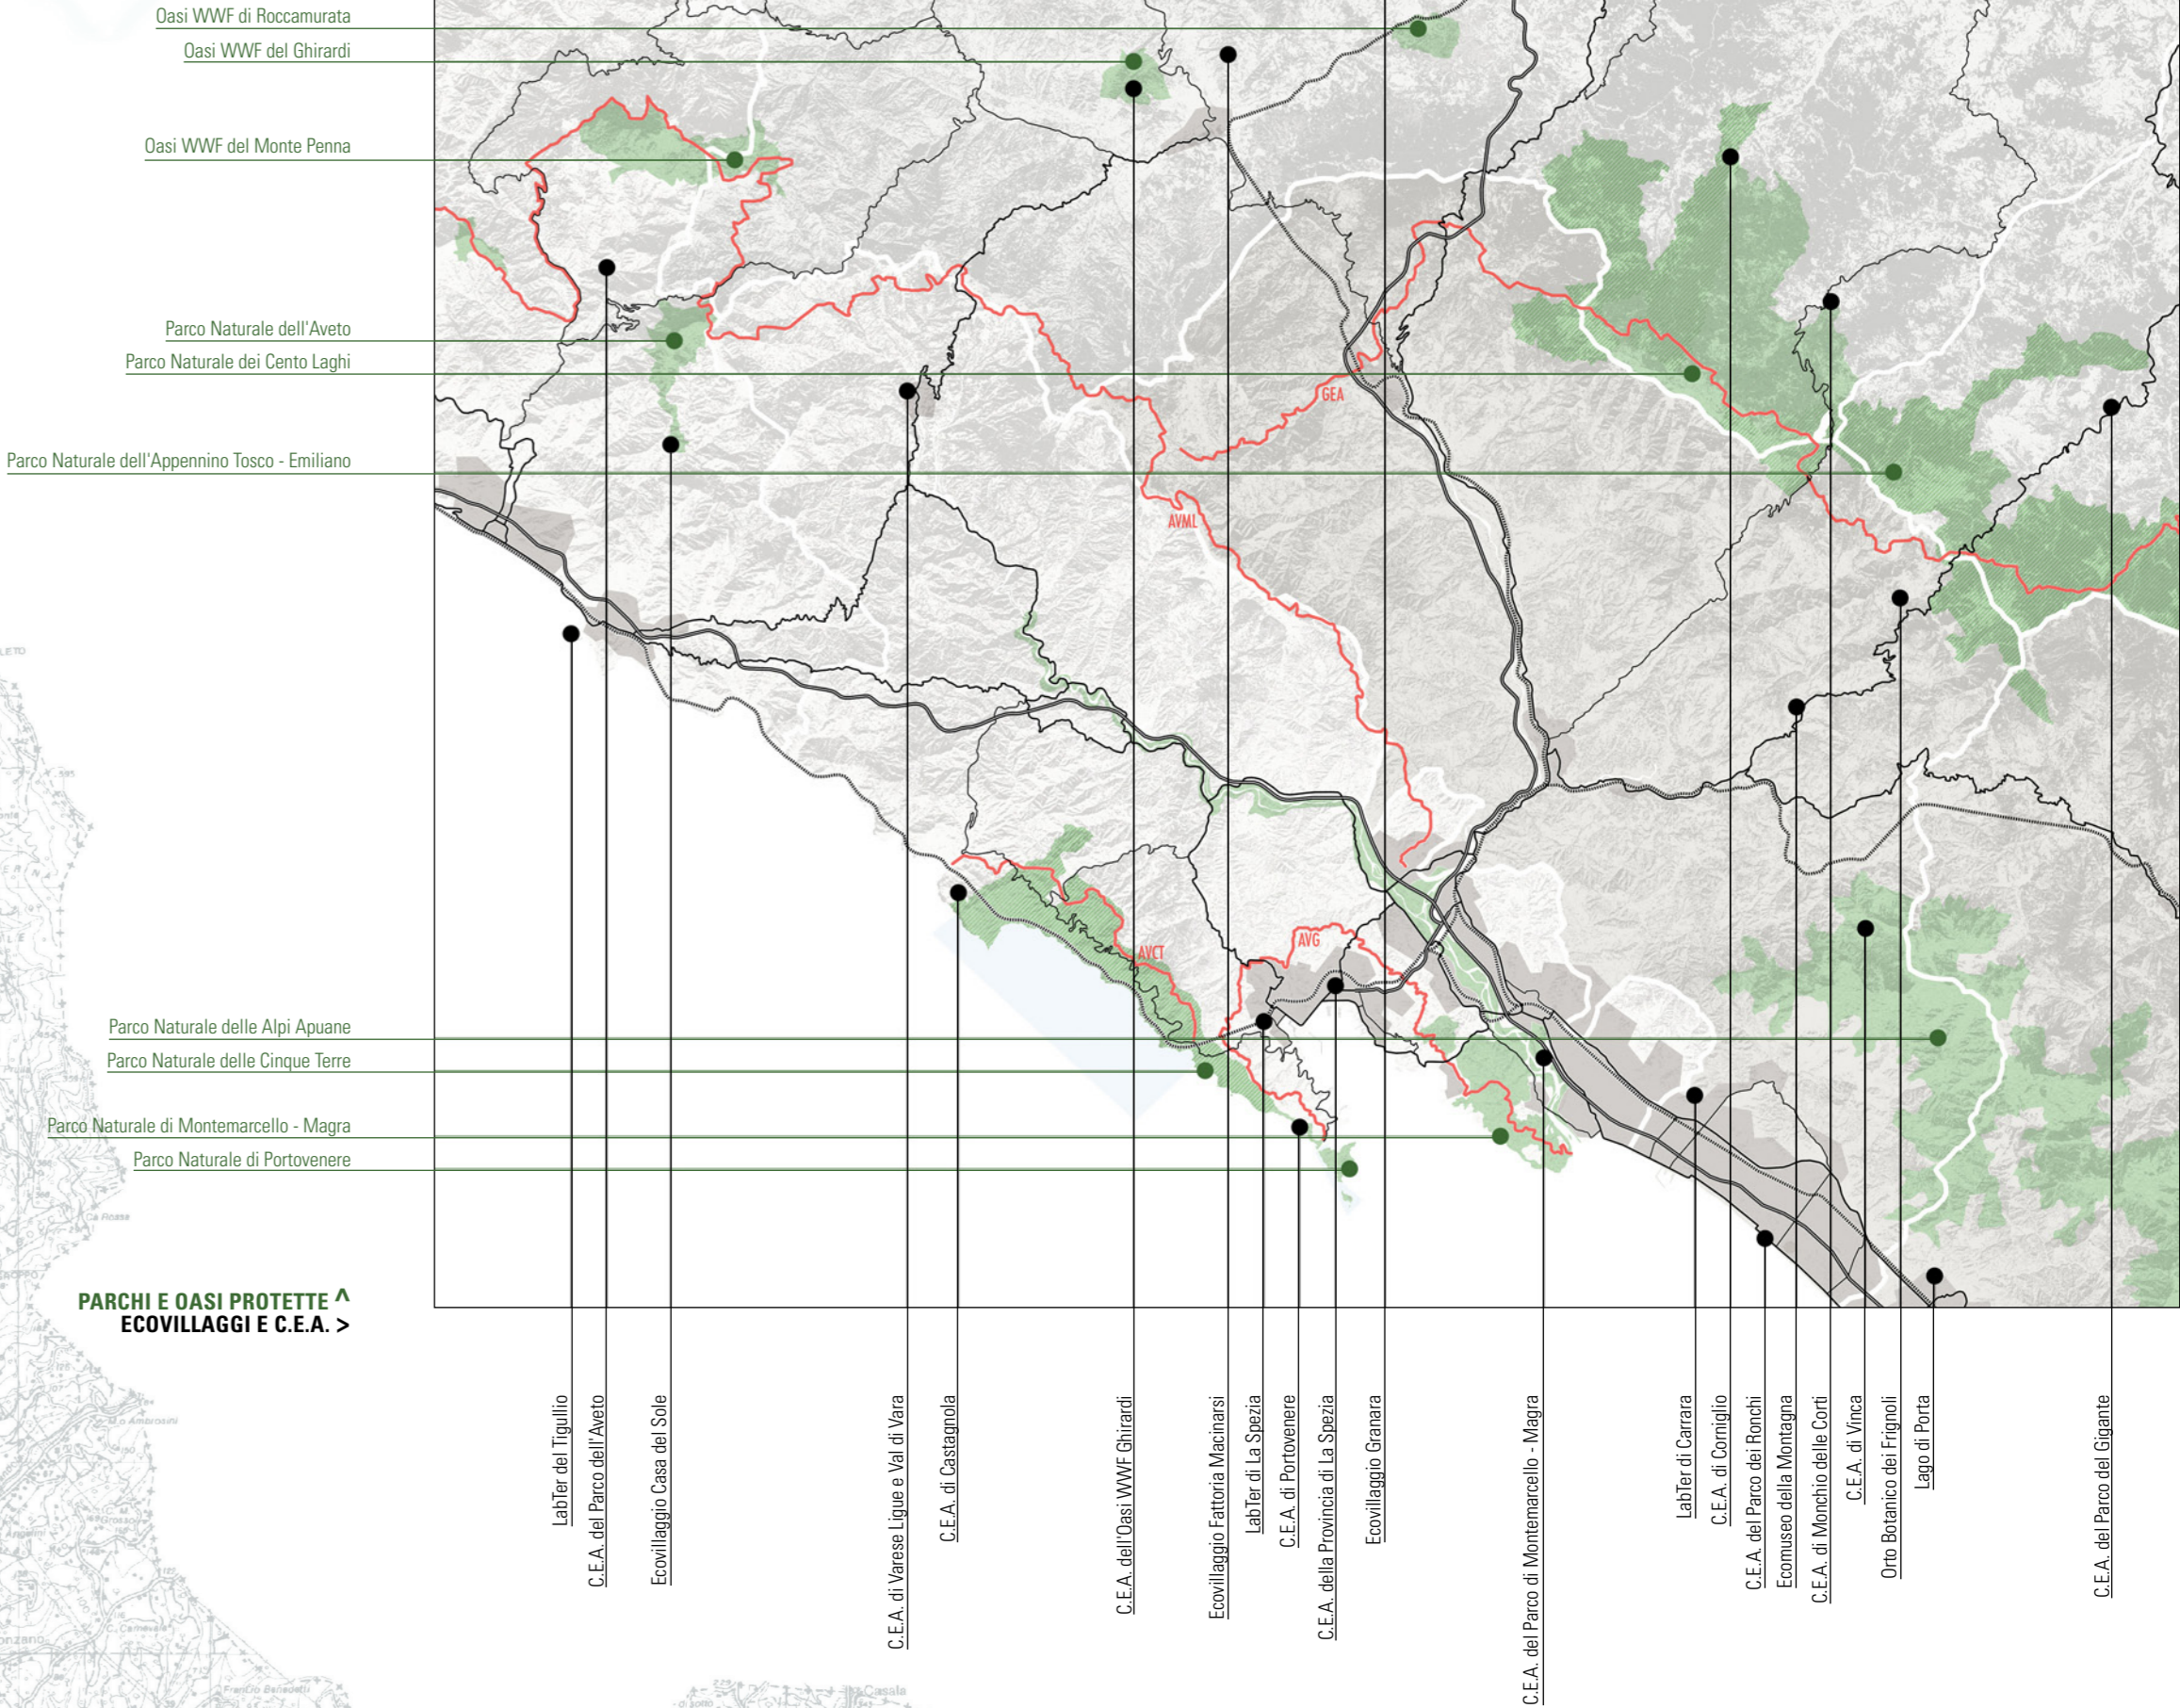 Oasi WWF di Roccamurata
Oasi WWF del Ghirardi
Oasi WWF del Monte Penna
Parco Naturale dell'Aveto
Parco Naturale dei Cento Laghi
GEA
Parco Naturale dell'Appennino Tosco - Emiliano
AVML
AVG
AVCT
Parco Naturale delle Alpi Apuane
Parco Naturale delle Cinque Terre
Parco Naturale di Montemarcello - Magra
Parco Naturale di Portovenere
Ca Rossa
PARCHI E OASI PROTETTE ^
ECOVILLAGGI E C.E.A. >
LabTer del Tigullio
C.E.A. del Parco dell'Aveto
Ecovillaggio Casa del Sole
C.E.A. di Varese Ligue e Val di Vara
C.E.A. di Castagnola
C.E.A. dell'Oasi WWF Ghirardi
Ecovillaggio Fattoria Macinarsi
LabTer di La Spezia
C.E.A. di Portovenere
C.E.A. della Provincia di La Spezia
Ecovillaggio Granara
C.E.A. del Parco di Montemarcello - Magra
LabTer di Carrara
C.E.A. di Corniglio
C.E.A. del Parco dei Ronchi
Ecomuseo della Montagna
C.E.A. di Monchio delle Corti
C.E.A. di Vinca
Orto Botanico dei Frignoli
Lago di Porta
C.E.A. del Parco del Gigante
C. Carnevale
Casala